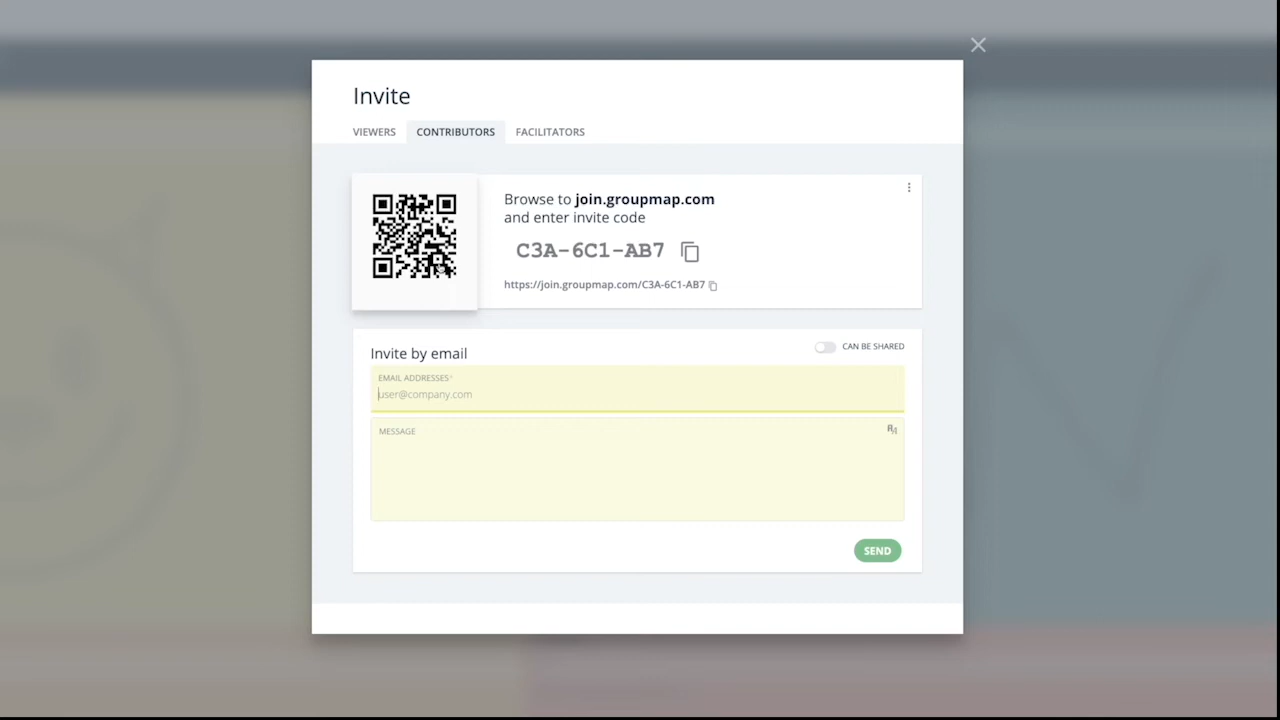 Invite
VIEWERS CONTRIBUTORS FACILITATORS
Browse to join.groupmap.com
and enter invite code
C3A-6C1-AB7
https://join.groupmap.com/C3A-6C1-AB7
Invite by email
CAN BE SHARED
EMAIL ADDRESSES*
user@company.com
MESSAGE
SEND